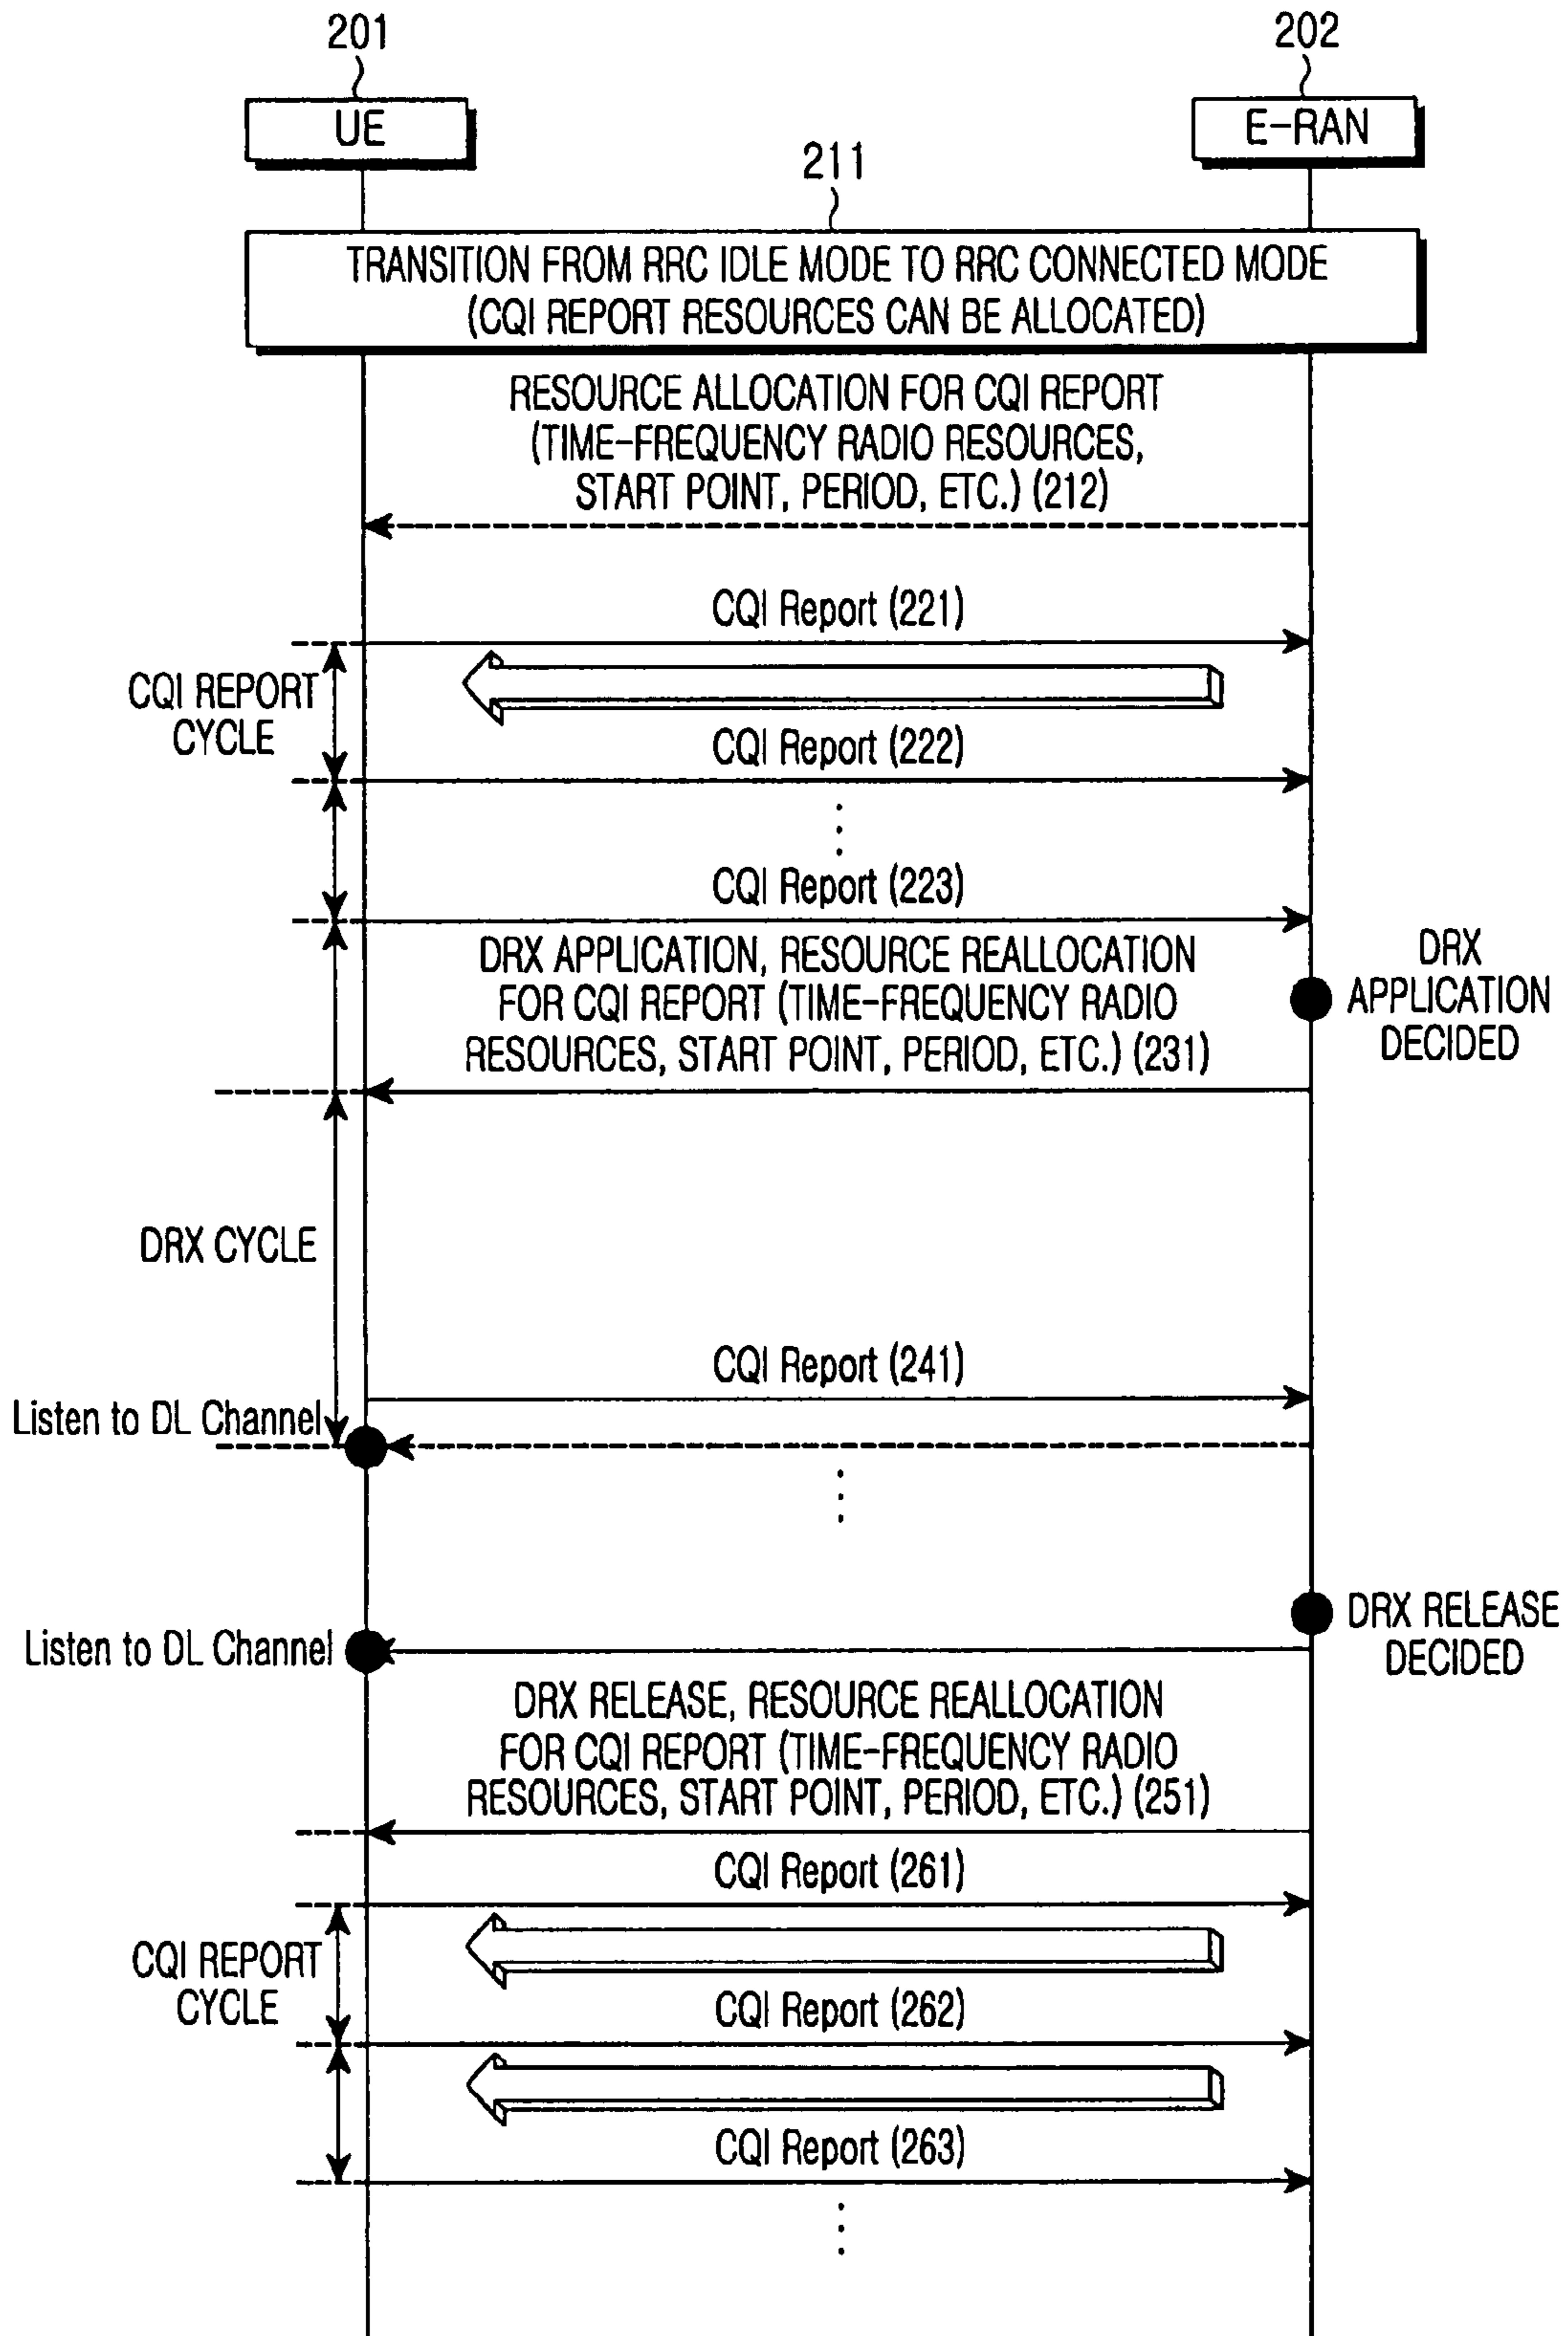 201
202
UE
E-RAN
211
TRANSITION FROM RRC IDLE MODE TO RRC CONNECTED MODE
(CQI REPORT RESOURCES CAN BE ALLOCATED)
RESOURCE ALLOCATION FOR CQI REPORT
(TIME-FREQUENCY RADIO RESOURCES,
START POINT, PERIOD, ETC.) (212)
CQI Report (221)
CQI REPORT
CYCLE
CQI Report (222)
CQI Report (223)
DRX APPLICATION, RESOURCE REALLOCATION
FOR CQI REPORT (TIME-FREQUENCY RADIO
RESOURCES, START POINT, PERIOD, ETC.) (231)
DRX
APPLICATION
DECIDED
DRX CYCLE
CQI Report (241)
Listen to DL Channel
DRX RELEASE
DECIDED
Listen to DL Channel
DRX RELEASE, RESOURCE REALLOCATION
FOR CQI REPORT (TIME-FREQUENCY RADIO
RESOURCES, START POINT, PERIOD, ETC.) (251)
CQI Report (261)
CQI REPORT
CYCLE
CQI Report (262)
CQI Report (263)